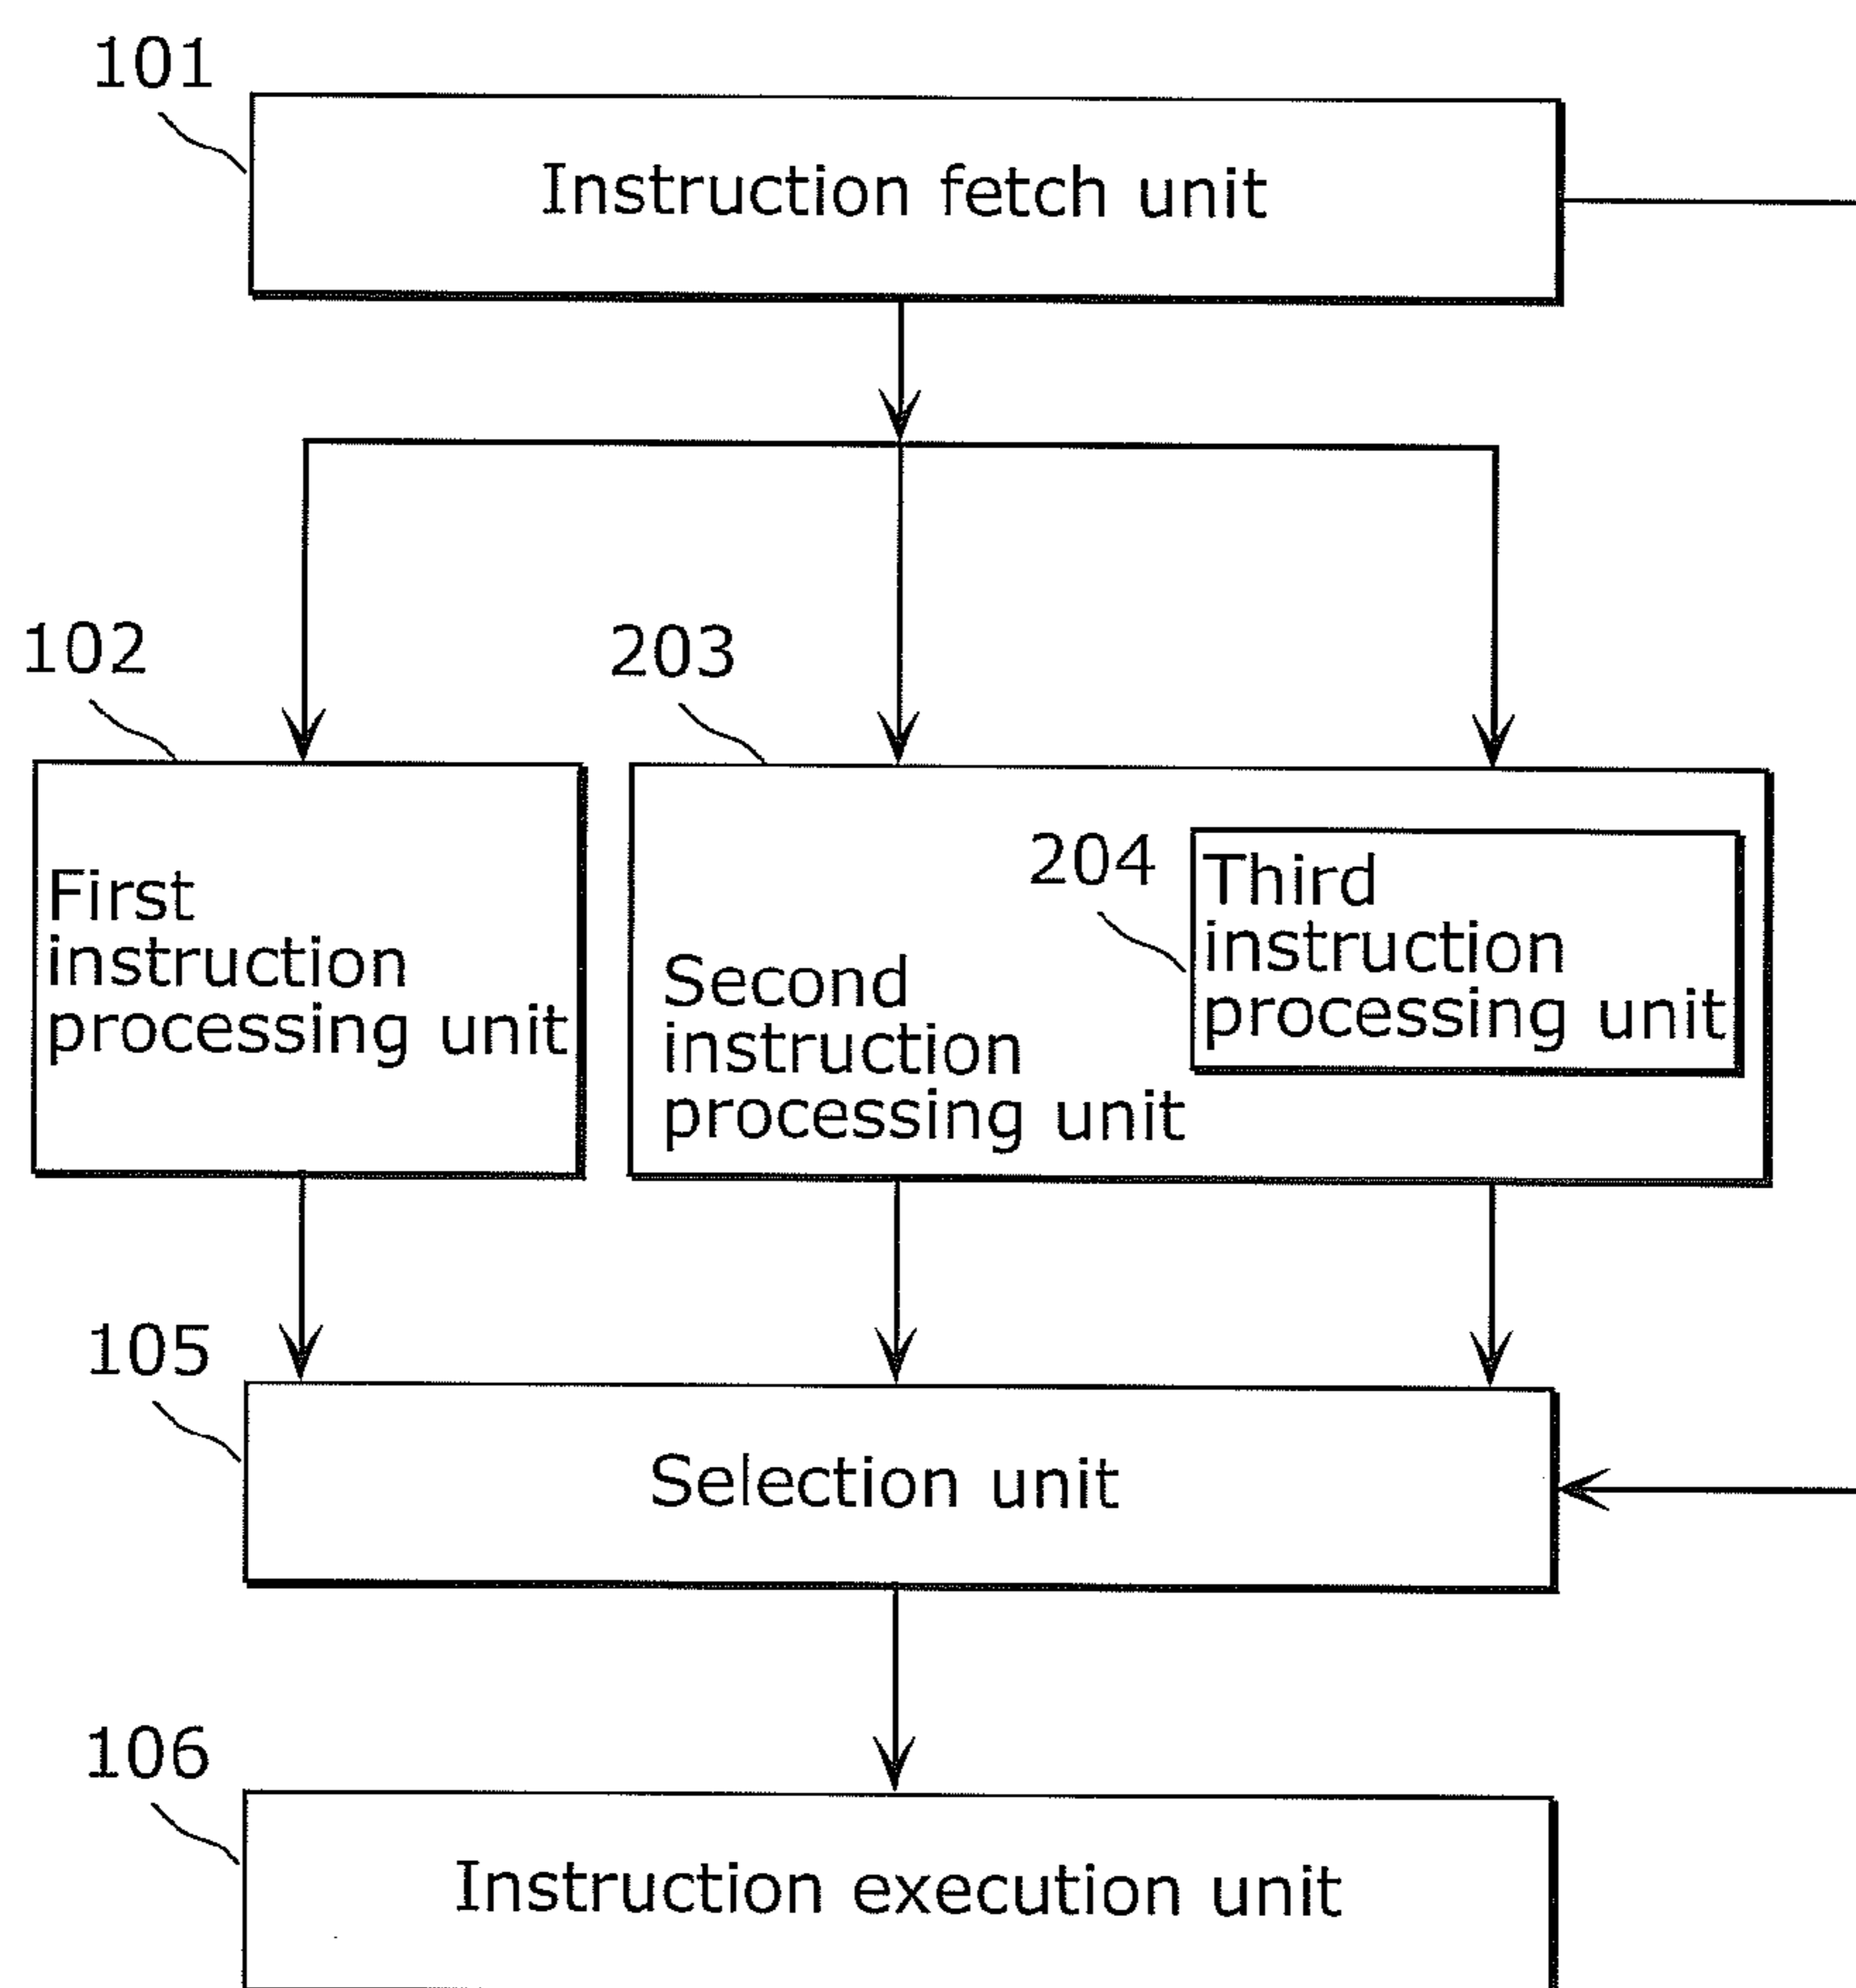 101
Instruction fetch unit
102
203
First
instruction
processing unit
Second
instruction
processing unit
204
Third
instruction
processing unit
105
Selection unit
106
Instruction execution unit